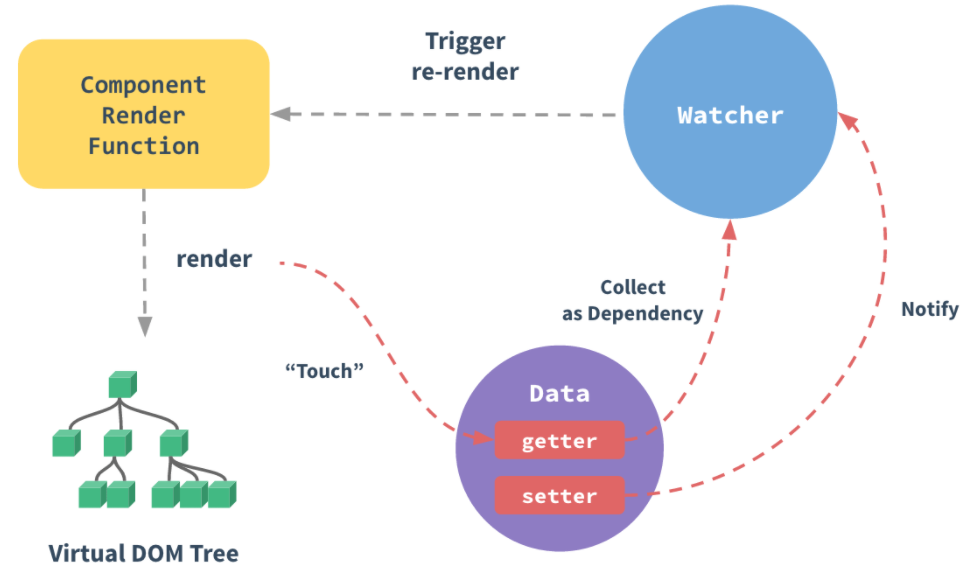 Trigger
re-render
Component
Render
Function
Watcher
render
Collect
as Dependency
Notify
“Touch”
Data
getter
setter
Virtual DOM Tree